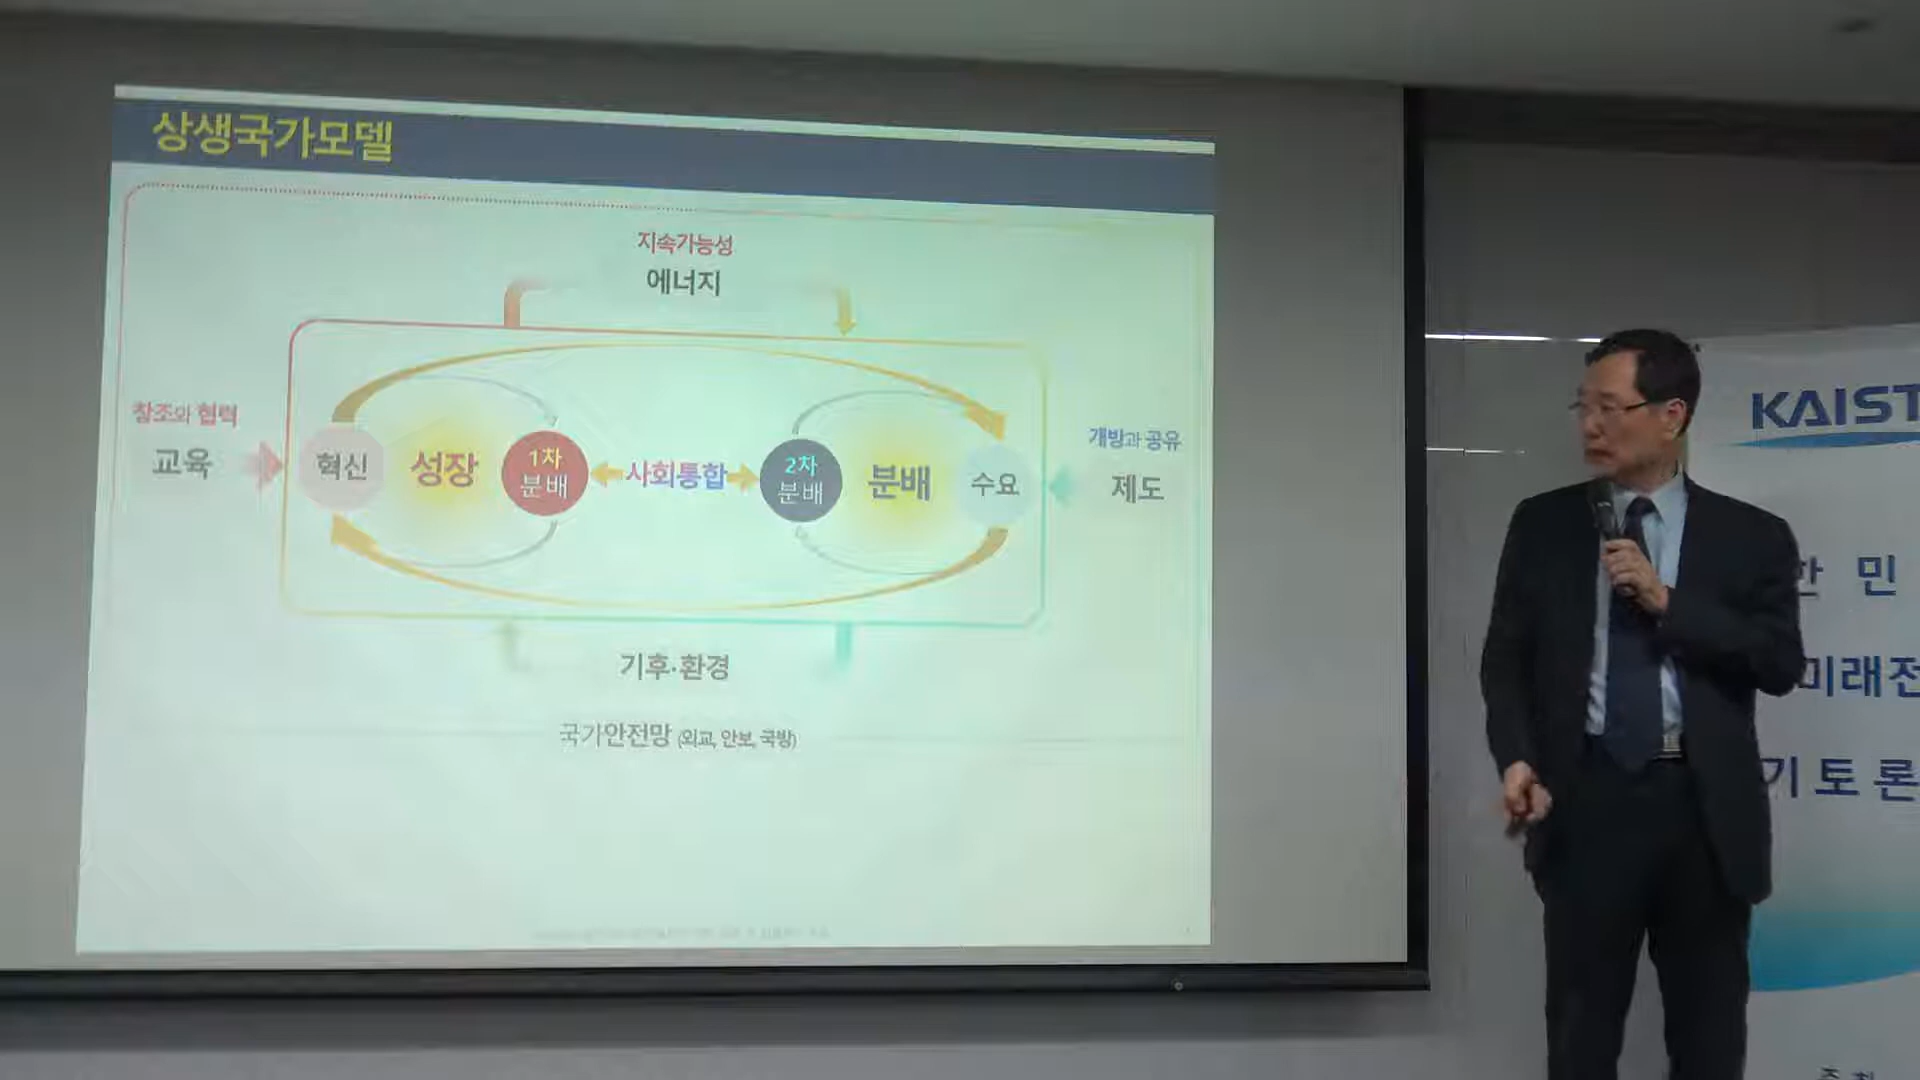 상생국가모델
지속가능성
에너지
창조와 협력
교육
혁신
성장
1차
분배
사회통합
2차
분배
분배
수요
개방과 공유
제도
기후·환경
국가안전망 (외교, 안보, 국방)
KAIST
한 민
미래전
기 토 론